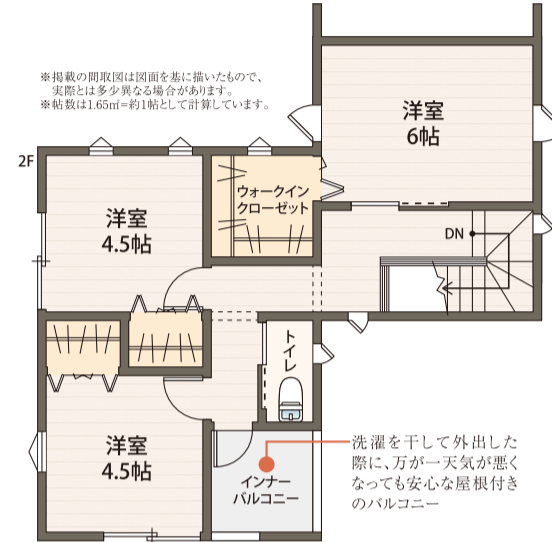 ※掲載の間取図は図面を基に描いたもので、
実際とは多少異なる場合があります。
※帖数は1.65㎡=約1帖として計算しています。
2F
洋室
6帖
ウォークイン
クローゼット
洋室
4.5帖
DN
トイレ
洋室
4.5帖
インナー
バルコニー
洗濯を干して外出した
際に、万が一天気が悪く
なっても安心な屋根付き
のバルコニー